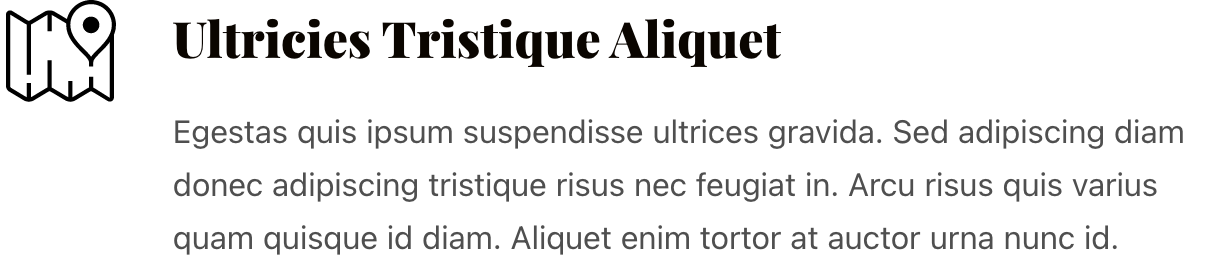 Ultricies Tristique Aliquet
Egestas quis ipsum suspendisse ultrices gravida. Sed adipiscing diam
donec adipiscing tristique risus nec feugiat in. Arcu risus quis varius
quam quisque id diam. Aliquet enim tortor at auctor urna nunc id.